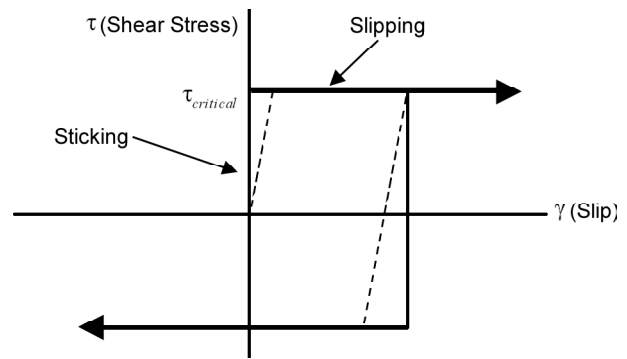 τ (Shear Stress)
Slipping
τcritical
Sticking
γ (Slip)